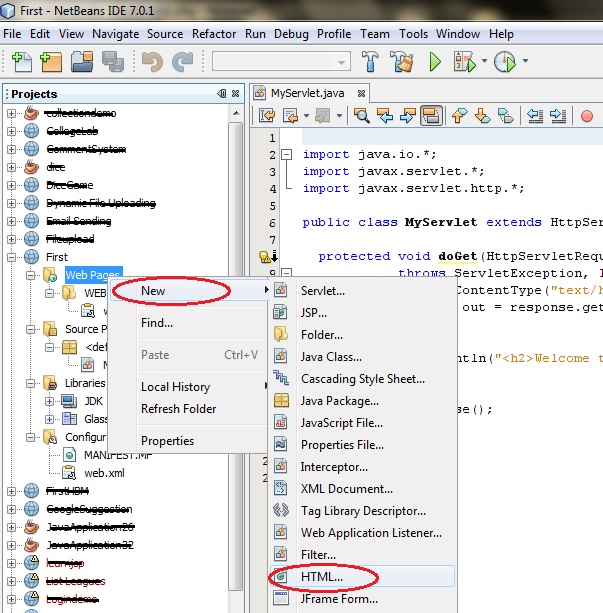 First - NetBeans IDE 7.0.1
File Edit View Navigate Source Refactor Run Debug Profile Team Tools Window Help
Projects
MyServlet.java
collectiondemo
CollegeLab
CommentSystem
dice
DiceGame
Dynamic File Uploading
Email Sending
Fileupload
First
Web Pages
WEB
Source P
<def
M
Libraries
JDK
Glass
Configur
MANIFEST.MF
web.xml
FirstHBM
GoogleSuggestion
JavaApplication26
JavaApplication32
learnjsp
List Leagues
Logindemo
1
2 import java.io.*;
3 import javax.servlet.*;
4 import javax.servlet.http.*;
5
6 public class MyServlet extends HttpServ
7
protected void doGet(HttpServletRequ
9 throws ServletException, I
ContentType("text/h
out = response.get
ln("<h2>Welcome t
se();
2
2
New
Find...
Paste Ctrl+V
Local History
Refresh Folder
Properties
Servlet...
JSP...
Folder...
Java Class...
Cascading Style Sheet...
Java Package...
JavaScript File...
Properties File...
Interceptor...
XML Document...
Tag Library Descriptor...
Web Application Listener...
Filter...
HTML...
JFrame Form...